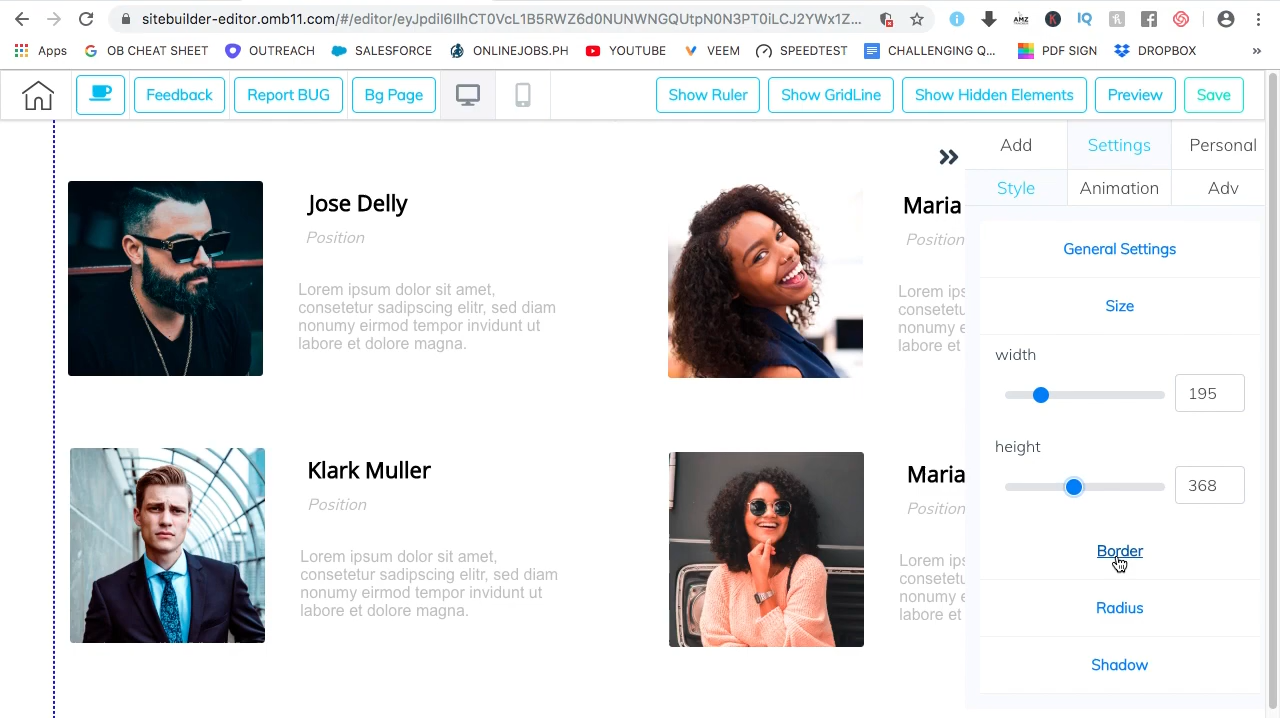 sitebuilder-editor.omb11.com/#/editor/eyJpdiI6IlhCT0VcL1B5RWZ6d0NUNWNGQUtpN0N3PT0iLCJ2YWx1Z...
Apps
OB CHEAT SHEET
OUTREACH
SALESFORCE
ONLINEJOBS.PH
YOUTUBE
VEEM
SPEEDTEST
CHALLENGING Q...
PDF SIGN
DROPBOX
»
Feedback
Report BUG
Bg Page
Show Ruler
Show GridLine
Show Hidden Elements
Preview
Save
Add
Settings
Personal
Style
Animation
Adv
General Settings
Size
width
195
height
368
Border
Radius
Shadow
Jose Delly
Position
Lorem ipsum dolor sit amet,
consetetur sadipscing elitr, sed diam
nonumy eirmod tempor invidunt ut
labore et dolore magna.
Maria
Position
Lorem ips
consetetu
nonumy e
labore et
Klark Muller
Position
Lorem ipsum dolor sit amet,
consetetur sadipscing elitr, sed diam
nonumy eirmod tempor invidunt ut
labore et dolore magna.
Maria
Position
Lorem ips
consetetu
nonumy e
labore et